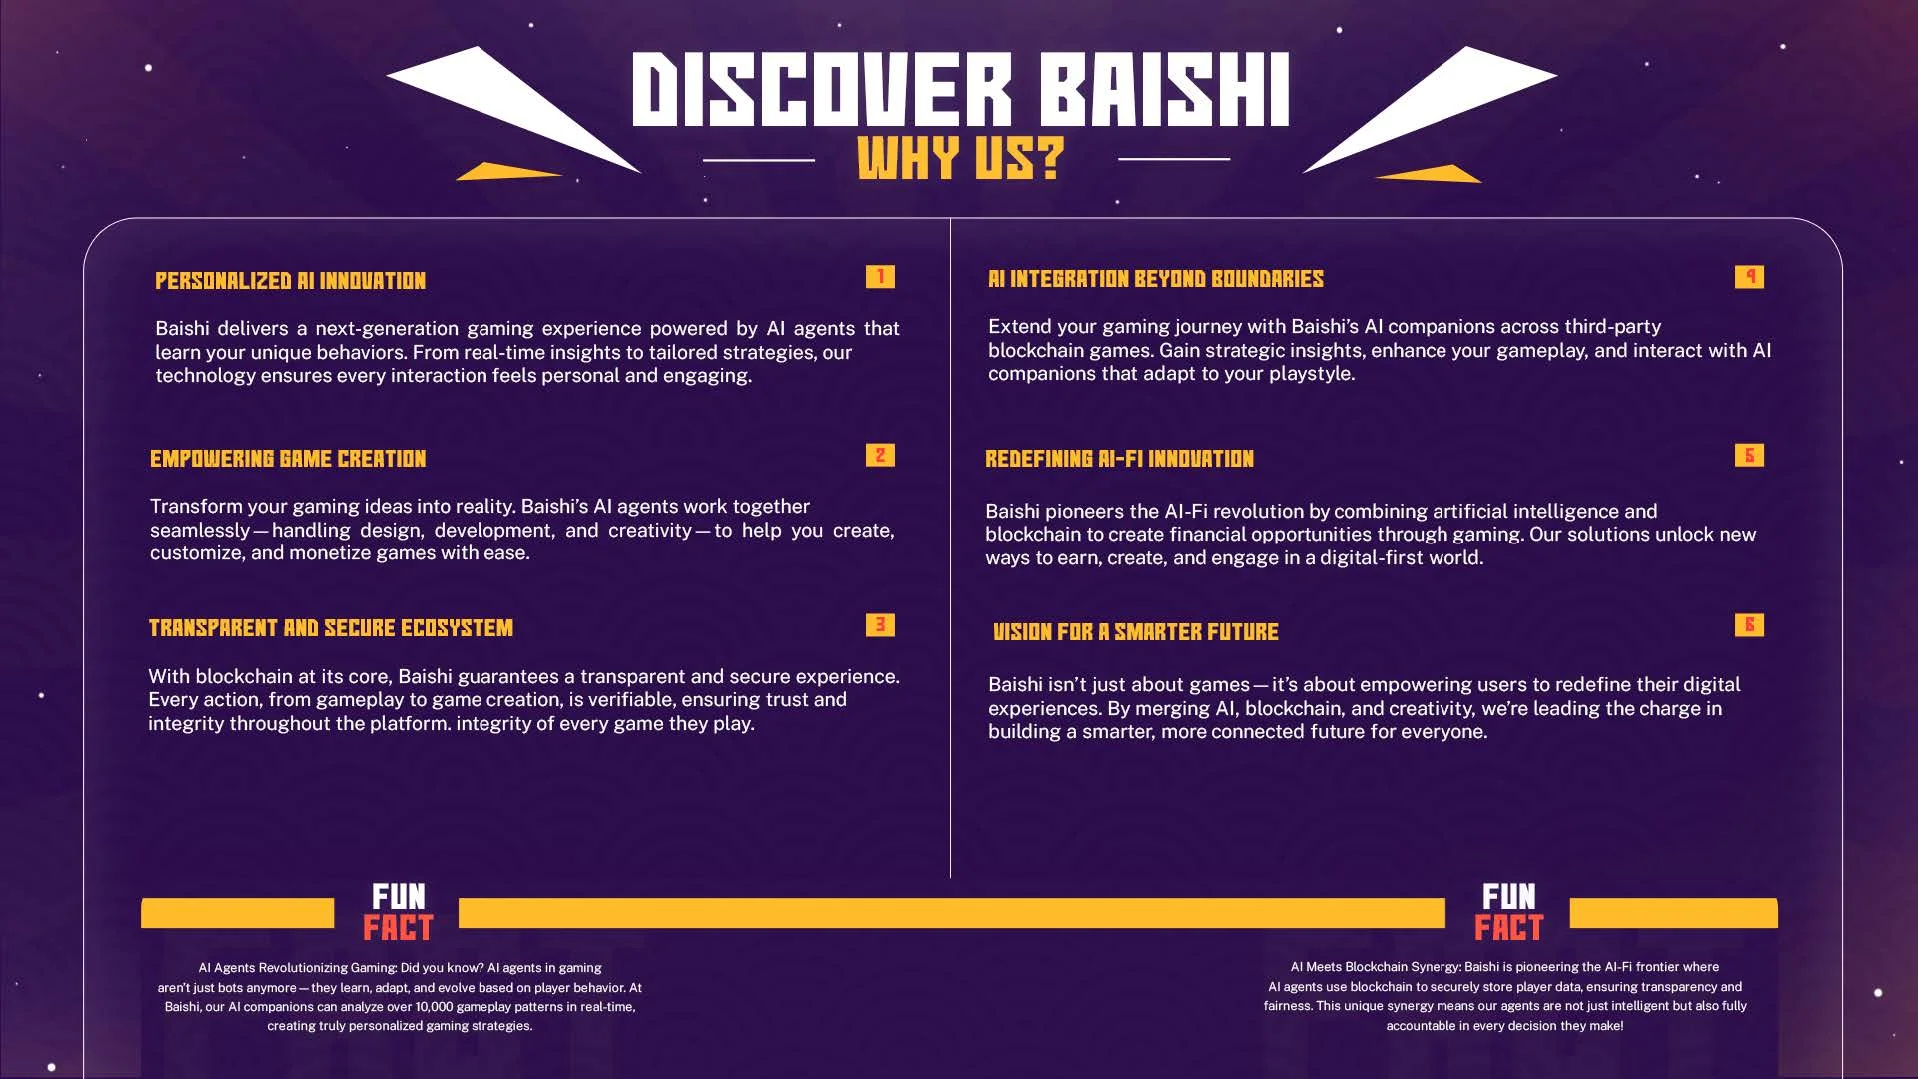 DISCOVER BAISHI
WHY US?
PERSONALIZED AI INNOVATION
1
Baishi delivers a next-generation gaming experience powered by AI agents that
learn your unique behaviors. From real-time insights to tailored strategies, our
technology ensures every interaction feels personal and engaging.
EMPOWERING GAME CREATION
2
Transform your gaming ideas into reality. Baishi’s AI agents work together
seamlessly—handling design, development, and creativity—to help you create,
customize, and monetize games with ease.
TRANSPARENT AND SECURE ECOSYSTEM
3
With blockchain at its core, Baishi guarantees a transparent and secure experience.
Every action, from gameplay to game creation, is verifiable, ensuring trust and
integrity throughout the platform. integrity of every game they play.
AI INTEGRATION BEYOND BOUNDARIES
4
Extend your gaming journey with Baishi’s AI companions across third-party
blockchain games. Gain strategic insights, enhance your gameplay, and interact with AI
companions that adapt to your playstyle.
REDEFINING AI-FI INNOVATION
5
Baishi pioneers the AI-Fi revolution by combining artificial intelligence and
blockchain to create financial opportunities through gaming. Our solutions unlock new
ways to earn, create, and engage in a digital-first world.
VISION FOR A SMARTER FUTURE
6
Baishi isn’t just about games—it’s about empowering users to redefine their digital
experiences. By merging AI, blockchain, and creativity, we’re leading the charge in
building a smarter, more connected future for everyone.
FUN
FACT
AI Agents Revolutionizing Gaming: Did you know? AI agents in gaming
aren’t just bots anymore—they learn, adapt, and evolve based on player behavior. At
Baishi, our AI companions can analyze over 10,000 gameplay patterns in real-time,
creating truly personalized gaming strategies.
FUN
FACT
AI Meets Blockchain Synergy: Baishi is pioneering the AI-Fi frontier where
AI agents use blockchain to securely store player data, ensuring transparency and
fairness. This unique synergy means our agents are not just intelligent but also fully
accountable in every decision they make!